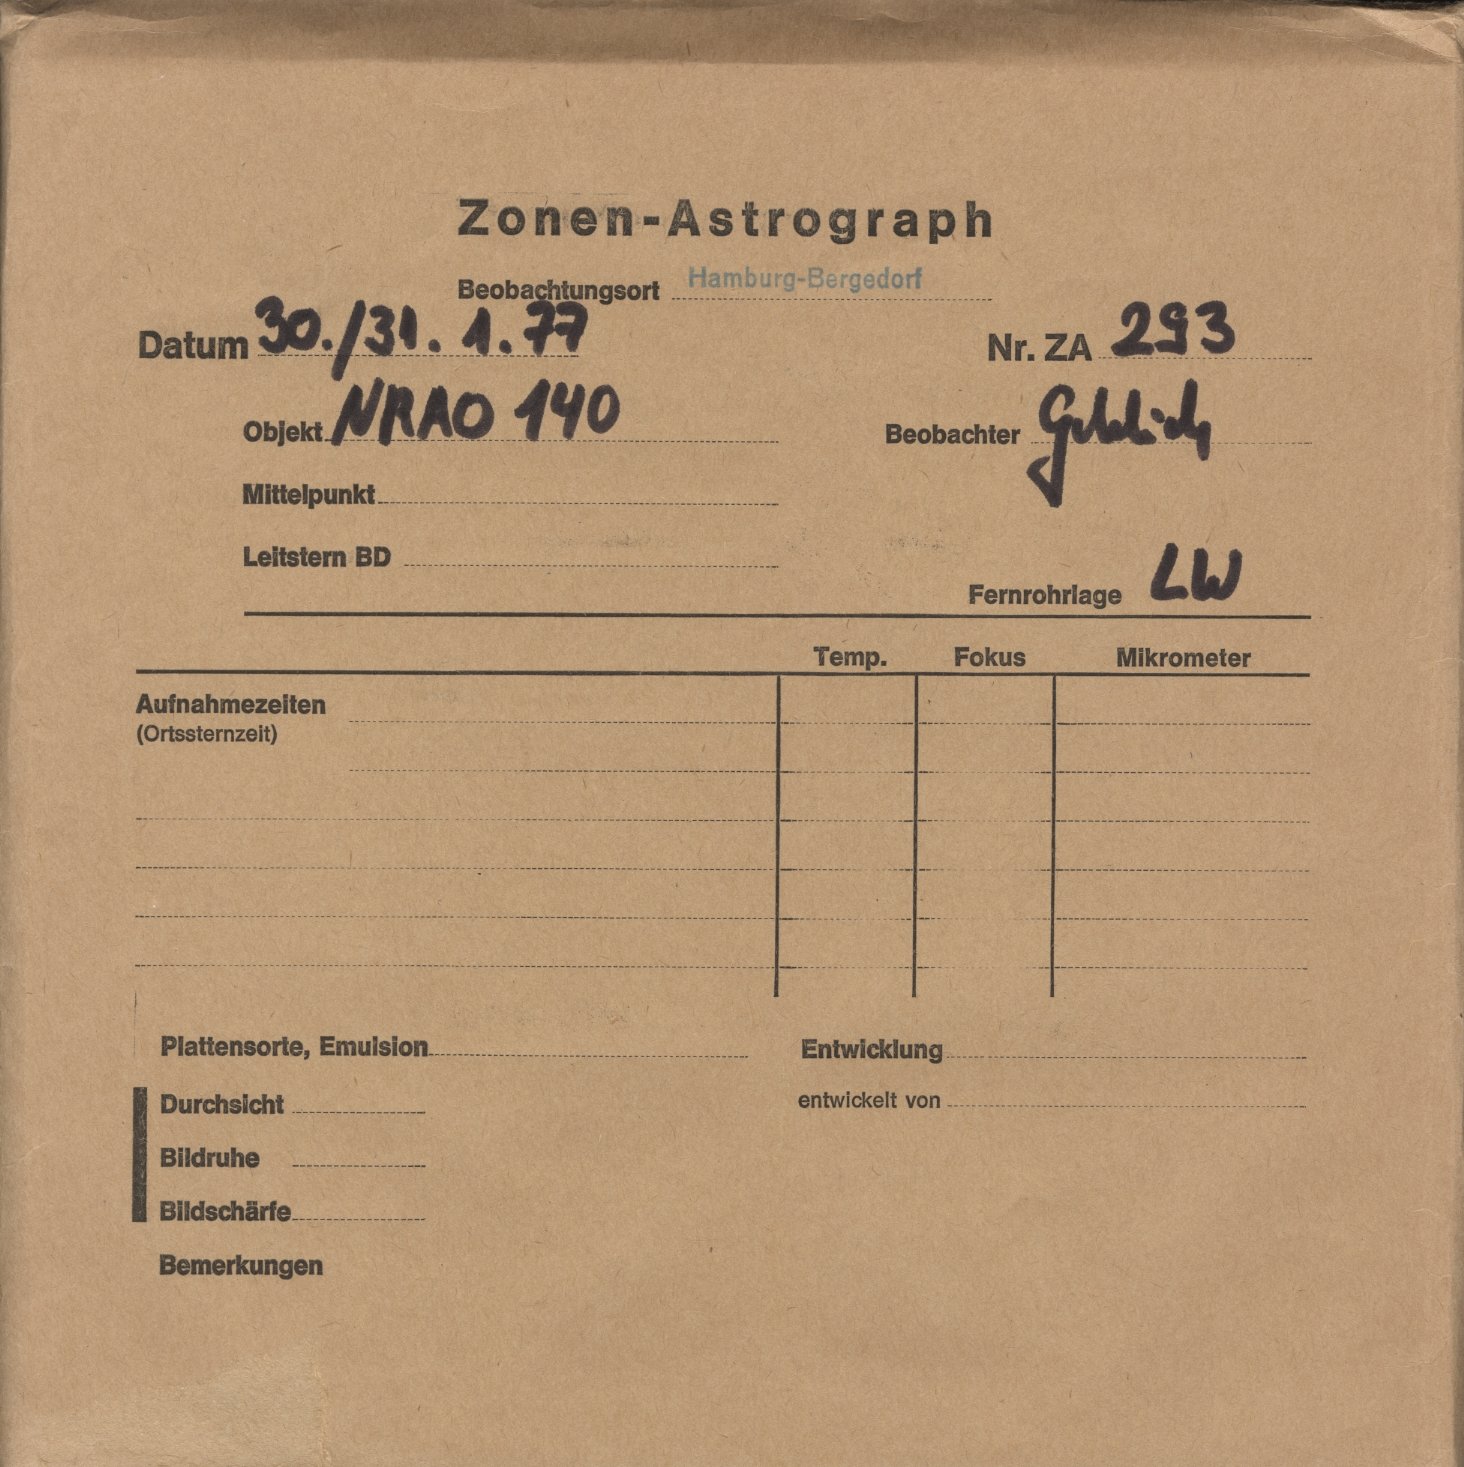 Zonen-Astrograph
Beobachtungsort Hamburg-Bergedorf
Datum 30./31. 1. 77 Nr. ZA 293
Objekt NRAO 140 Beobachter
Mittelpunkt
Leitstern BD
Fernrohrlage LW
Temp. Fokus Mikrometer
Aufnahmezeiten
(Ortssternzeit)
Plattensorte, Emulsion Entwicklung
Durchsicht entwickelt von
Bildruhe
Bildschärfe
Bemerkungen